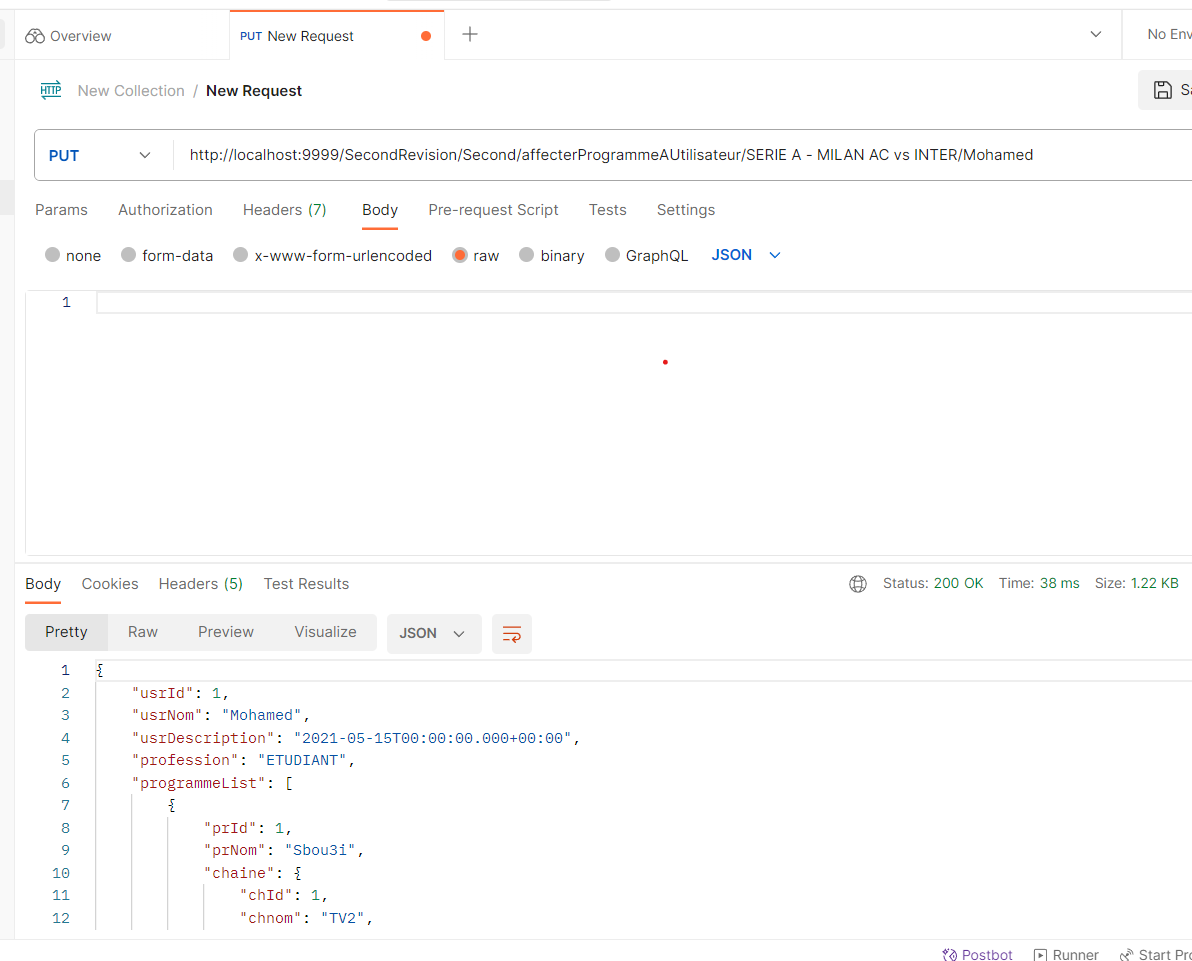 Overview
PUT New Request
No Env
HTTP New Collection / New Request
Sa
PUT http://localhost:9999/SecondRevision/Second/affecterProgrammeAUtilisateur/SERIE A - MILAN AC vs INTER/Mohamed
Params Authorization Headers (7) Body Pre-request Script Tests Settings
none form-data x-www-form-urlencoded raw binary GraphQL JSON
1
Body Cookies Headers (5) Test Results Status: 200 OK Time: 38 ms Size: 1.22 KB
Pretty Raw Preview Visualize JSON
1 {
2 "usrId": 1,
3 "usrNom": "Mohamed",
4 "usrDescription": "2021-05-15T00:00:00.000+00:00",
5 "profession": "ETUDIANT",
6 "programmeList": [
7 {
8 "prId": 1,
9 "prNom": "Sbou3i",
10 "chaine": {
11 "chId": 1,
12 "chnom": "TV2",
Postbot Runner Start Pro